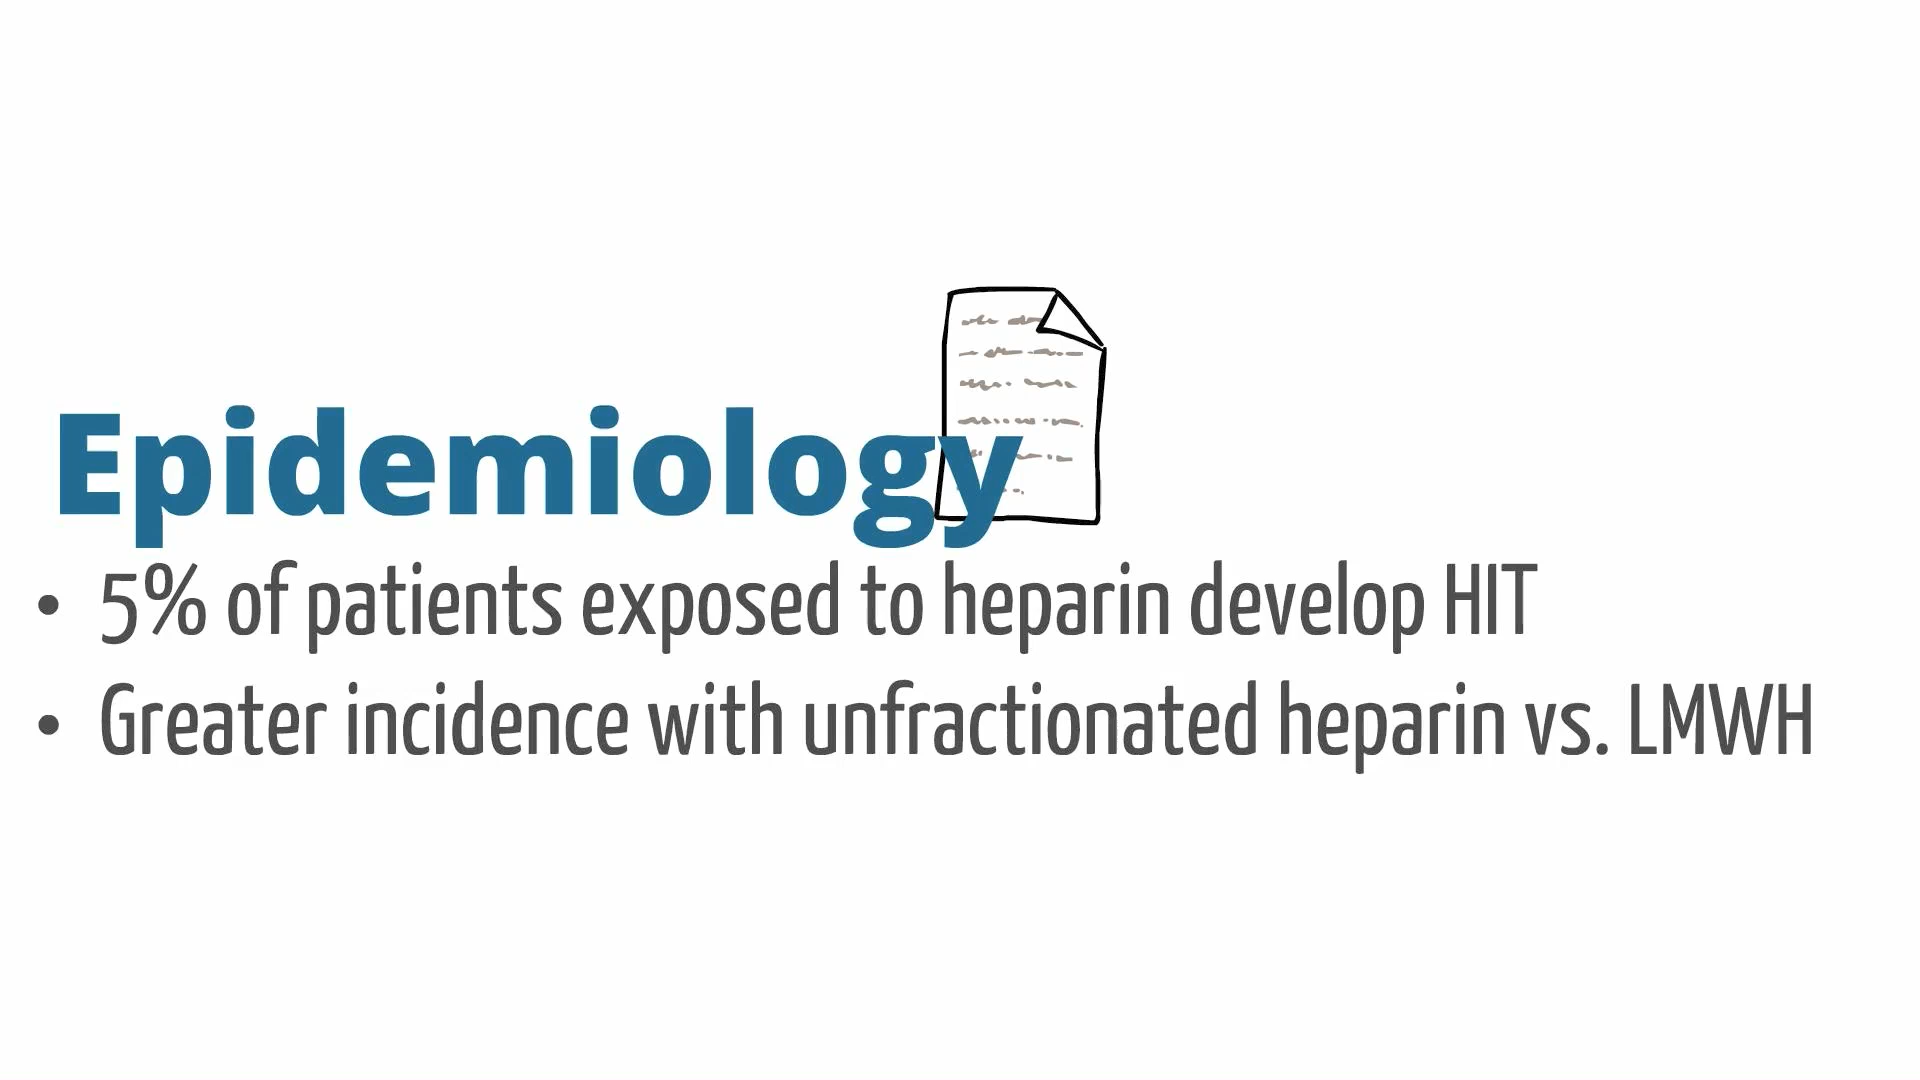 Epidemiology
• 5% of patients exposed to heparin develop HIT
• Greater incidence with unfractionated heparin vs. LMWH